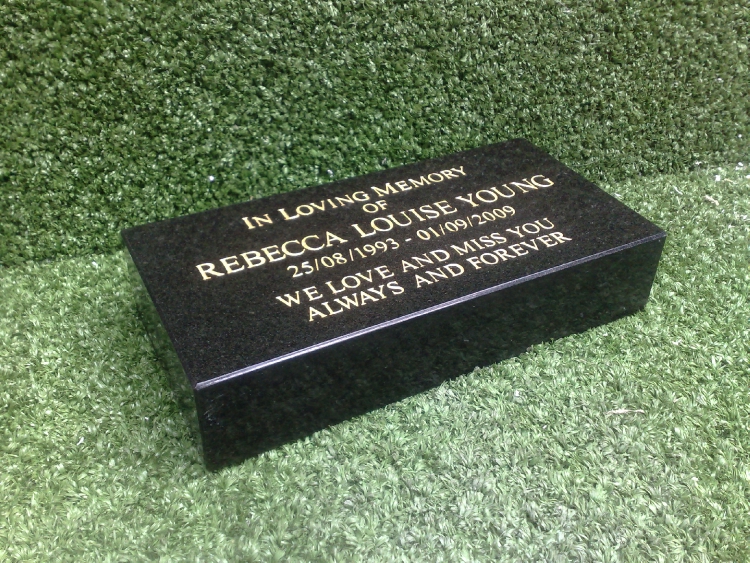 IN LOVING MEMORY
OF
REBECCA LOUISE YOUNG
25/08/1993 - 01/09/2009
WE LOVE AND MISS YOU
ALWAYS AND FOREVER